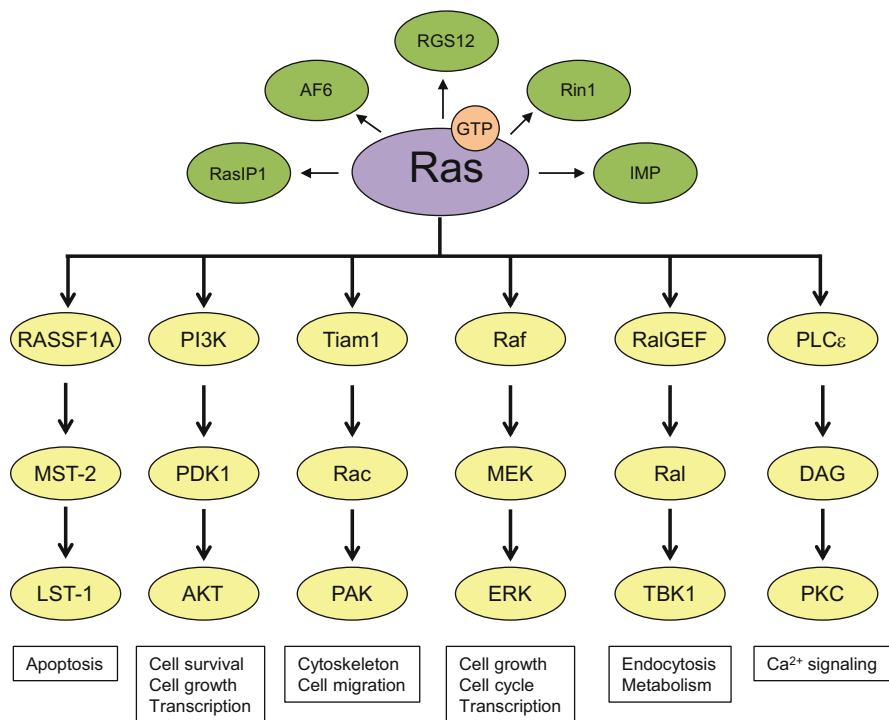 RGS12
AF6
Rin1
GTP
Ras
RasIP1
IMP
RASSF1A
PI3K
Tiam1
Raf
RalGEF
PLCε
MST-2
PDK1
Rac
MEK
Ral
DAG
LST-1
AKT
PAK
ERK
TBK1
PKC
Apoptosis
Cell survival
Cell growth
Transcription
Cytoskeleton
Cell migration
Cell growth
Cell cycle
Transcription
Endocytosis
Metabolism
Ca²⁺ signaling